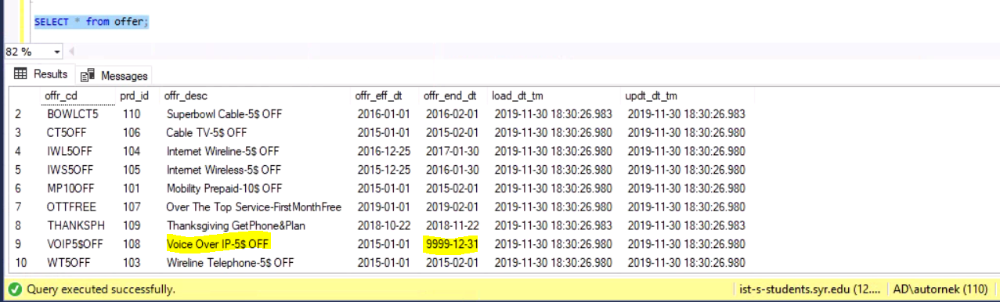 SELECT * from offer;
82 %
Results Messages
offr_cd prd_id offr_desc offr_eff_dt offr_end_dt load_dt_tm updt_dt_tm
2 BOWLCT5 110 Superbowl Cable-5$ OFF 2016-01-01 2016-02-01 2019-11-30 18:30:26.983 2019-11-30 18:30:26.983
3 CT5OFF 106 Cable TV-5$ OFF 2015-01-01 2015-02-01 2019-11-30 18:30:26.980 2019-11-30 18:30:26.980
4 IWL5OFF 104 Internet Wireline-5$ OFF 2016-12-25 2017-01-30 2019-11-30 18:30:26.980 2019-11-30 18:30:26.980
5 IWS5OFF 105 Internet Wireless-5$ OFF 2015-12-25 2016-01-30 2019-11-30 18:30:26.980 2019-11-30 18:30:26.980
6 MP10OFF 101 Mobility Prepaid-10$ OFF 2015-01-01 2015-02-01 2019-11-30 18:30:26.980 2019-11-30 18:30:26.980
7 OTTFREE 107 Over The Top Service-FirstMonthFree 2019-01-01 2019-02-01 2019-11-30 18:30:26.980 2019-11-30 18:30:26.980
8 THANKSPH 109 Thanksgiving GetPhone&Plan 2018-10-22 2018-11-22 2019-11-30 18:30:26.983 2019-11-30 18:30:26.983
9 VOIP5$OFF 108 Voice Over IP-5$ OFF 2015-01-01 9999-12-31 2019-11-30 18:30:26.980 2019-11-30 18:30:26.980
10 WT5OFF 103 Wireline Telephone-5$ OFF 2015-01-01 2015-02-01 2019-11-30 18:30:26.980 2019-11-30 18:30:26.980
Query executed successfully. ist-s-students.syr.edu (12.... AD\autornek (110)